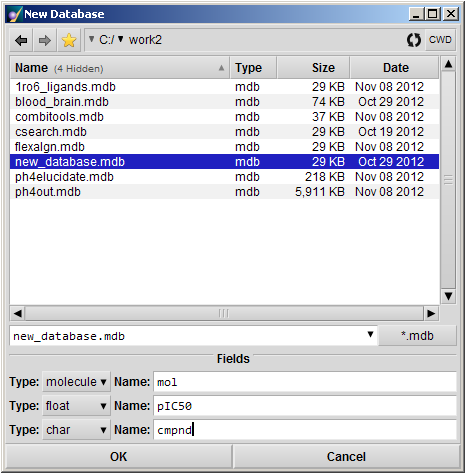 New Database
C:/ work2 CWD
Name (4 Hidden) Type Size Date
1ro6_ligands.mdb mdb 29 KB Nov 08 2012
blood_brain.mdb mdb 74 KB Oct 29 2012
combitools.mdb mdb 37 KB Nov 08 2012
csearch.mdb mdb 29 KB Oct 19 2012
flexalgn.mdb mdb 29 KB Nov 08 2012
new_database.mdb mdb 29 KB Oct 29 2012
ph4elucidate.mdb mdb 218 KB Nov 08 2012
ph4out.mdb mdb 5,911 KB Nov 08 2012
new_database.mdb *.mdb
Fields
Type: molecule Name: mol
Type: float Name: pIC50
Type: char Name: cmpnd
OK Cancel